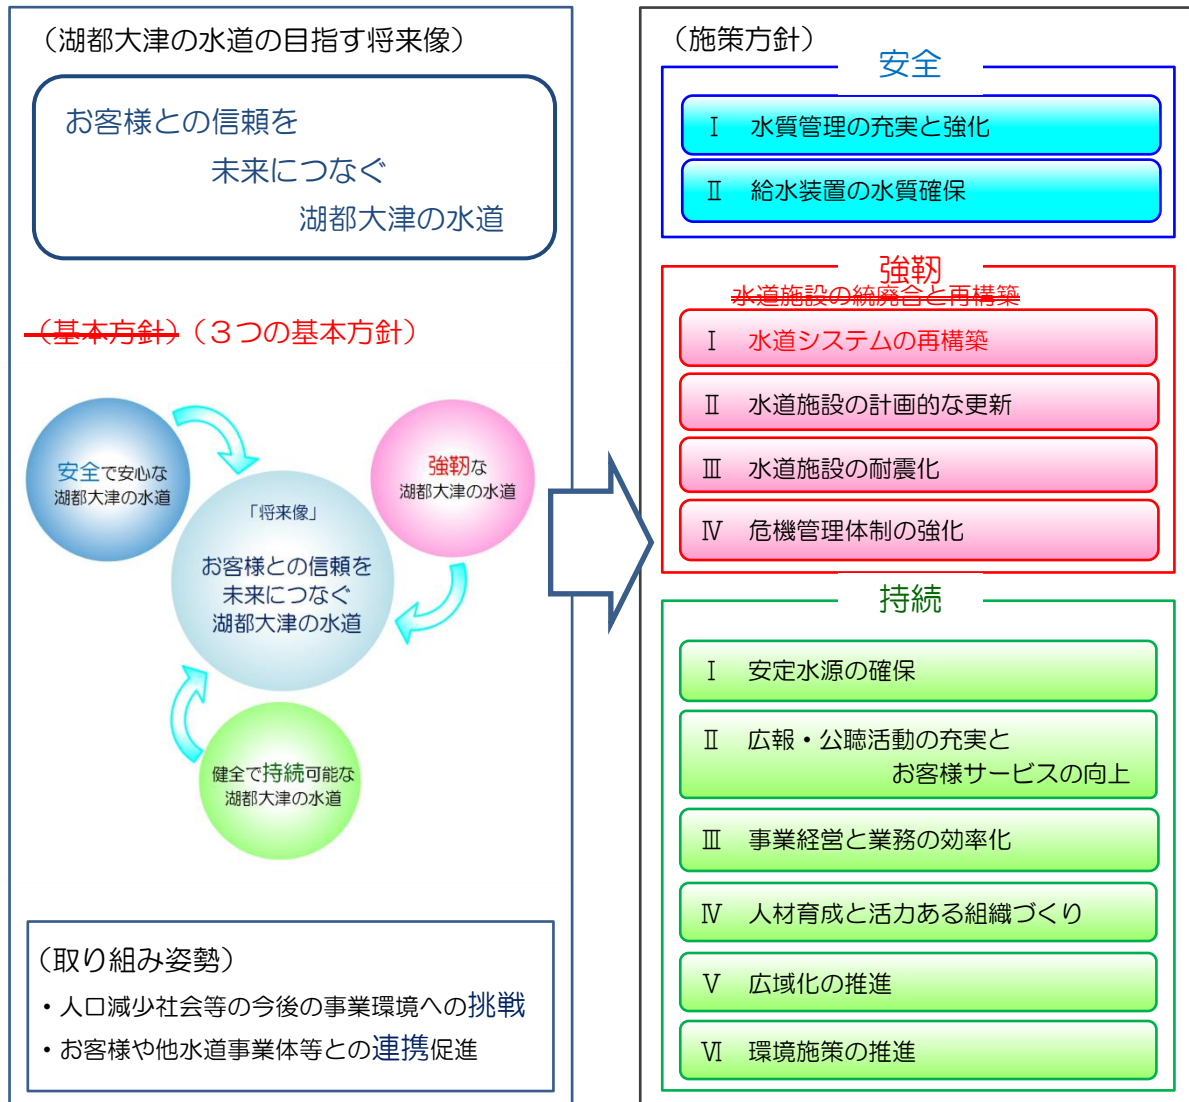 （湖都大津の水道の目指す将来像）
お客様との信頼を
未来につなぐ
湖都大津の水道
（基本方針）（３つの基本方針）
安全で安心な
湖都大津の水道
強靭な
湖都大津の水道
「将来像」
お客様との信頼を
未来につなぐ
湖都大津の水道
健全で持続可能な
湖都大津の水道
（取り組み姿勢）
・人口減少社会等の今後の事業環境への挑戦
・お客様や他水道事業体等との連携促進
（施策方針）
安全
Ⅰ 水質管理の充実と強化
Ⅱ 給水装置の水質確保
強靭
水道施設の統廃合と再構築
Ⅰ 水道システムの再構築
Ⅱ 水道施設の計画的な更新
Ⅲ 水道施設の耐震化
Ⅳ 危機管理体制の強化
持続
Ⅰ 安定水源の確保
Ⅱ 広報・公聴活動の充実と
お客様サービスの向上
Ⅲ 事業経営と業務の効率化
Ⅳ 人材育成と活力ある組織づくり
Ⅴ 広域化の推進
Ⅵ 環境施策の推進